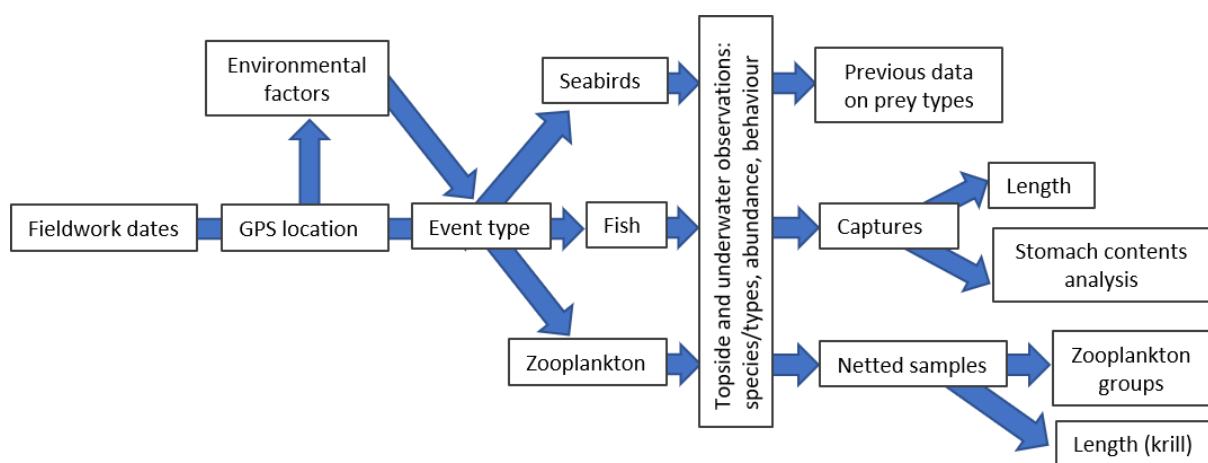 Environmental
factors
Seabirds
Topside and underwater observations:
species/types, abundance, behaviour
Previous data
on prey types
Fieldwork dates
GPS location
Event type
Fish
Captures
Length
Stomach contents
analysis
Zooplankton
Netted samples
Zooplankton
groups
Length (krill)